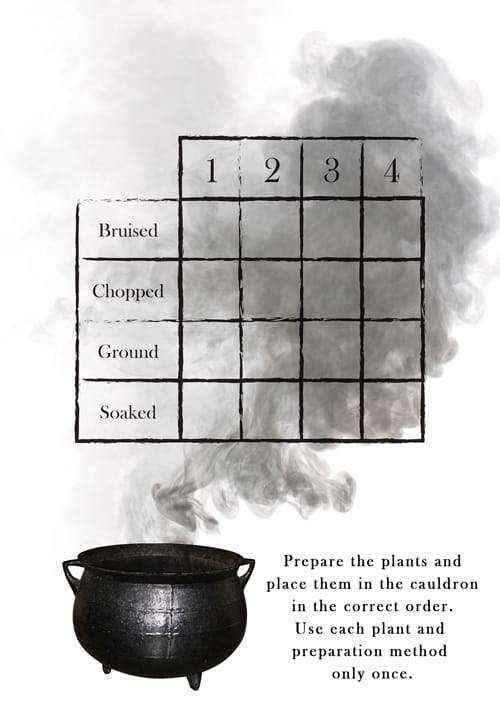 1 2 3 4
Bruised
Chopped
Ground
Soaked
Prepare the plants and
place them in the cauldron
in the correct order.
Use each plant and
preparation method
only once.